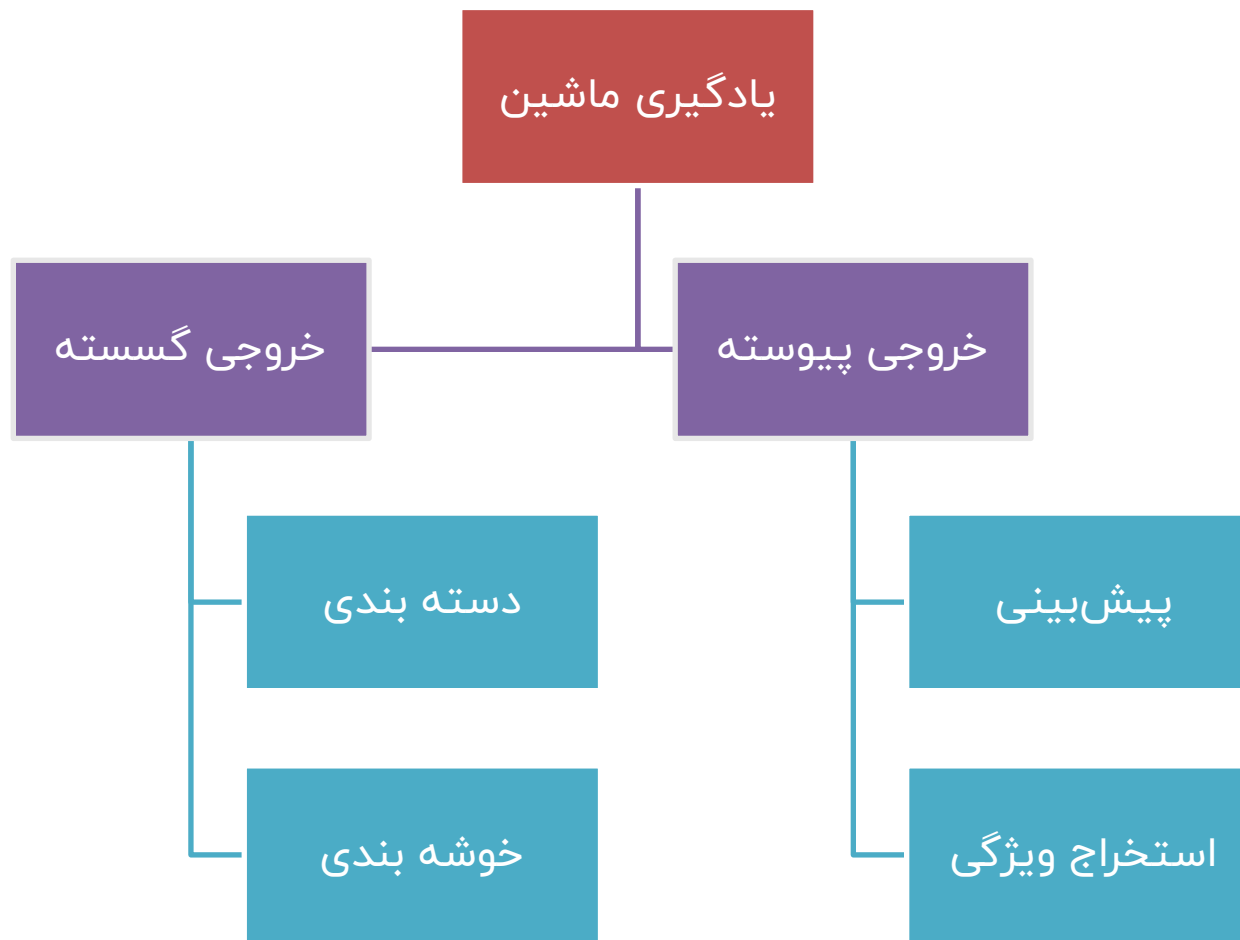 یادگیری ماشین
خروجی پیوسته
خروجی گسسته
پیش‌بینی
دسته بندی
استخراج ویژگی
خوشه بندی